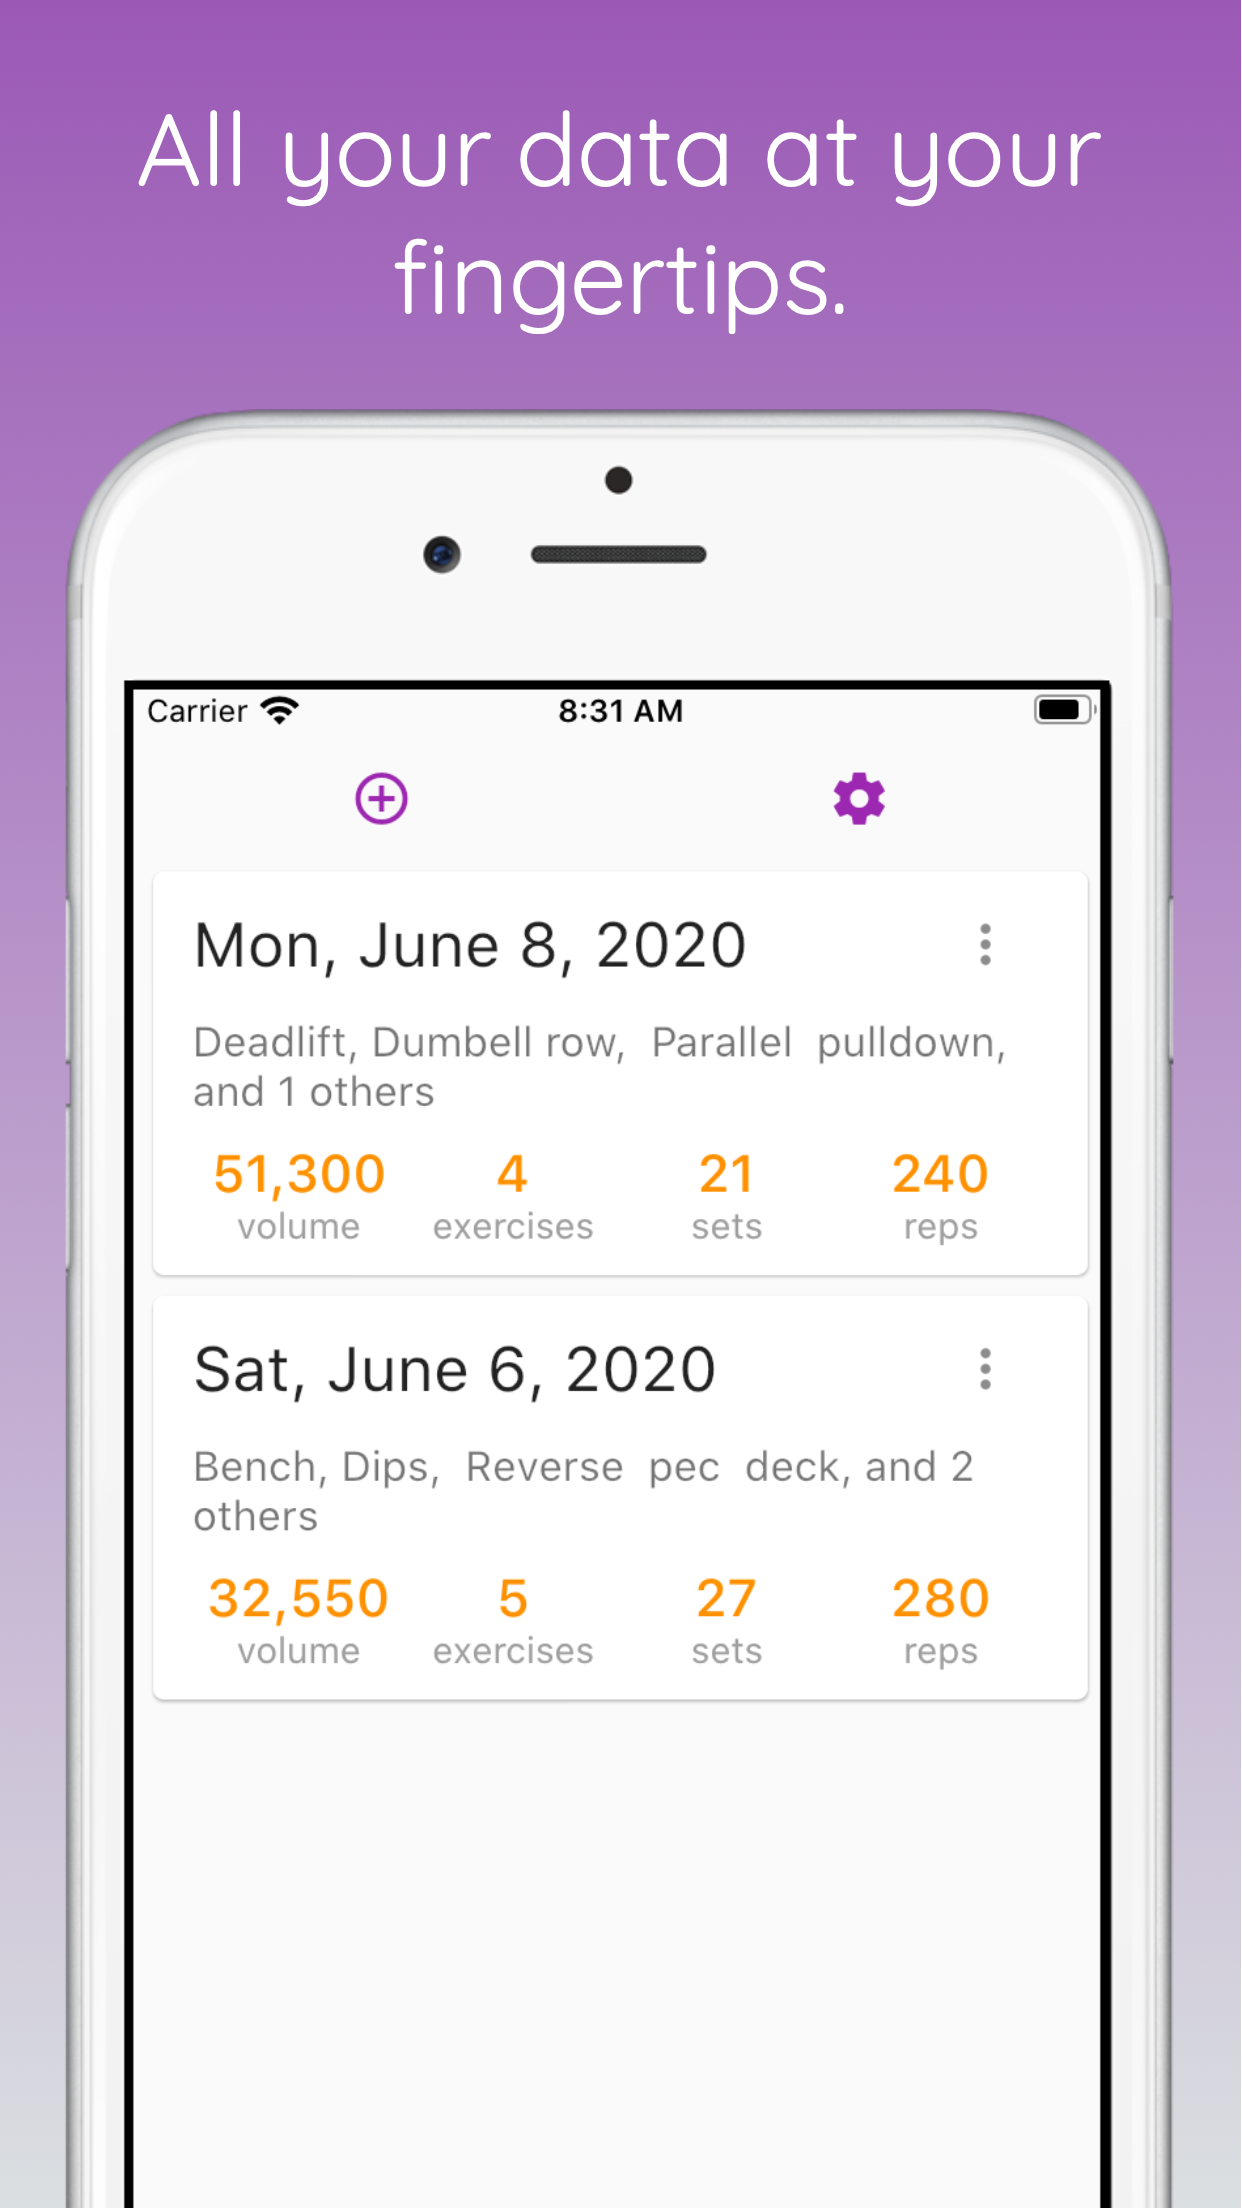 All your data at your
fingertips.
Carrier 8:31 AM
Mon, June 8, 2020
Deadlift, Dumbell row, Parallel pulldown,
and 1 others
51,300 4 21 240
volume exercises sets reps
Sat, June 6, 2020
Bench, Dips, Reverse pec deck, and 2
others
32,550 5 27 280
volume exercises sets reps